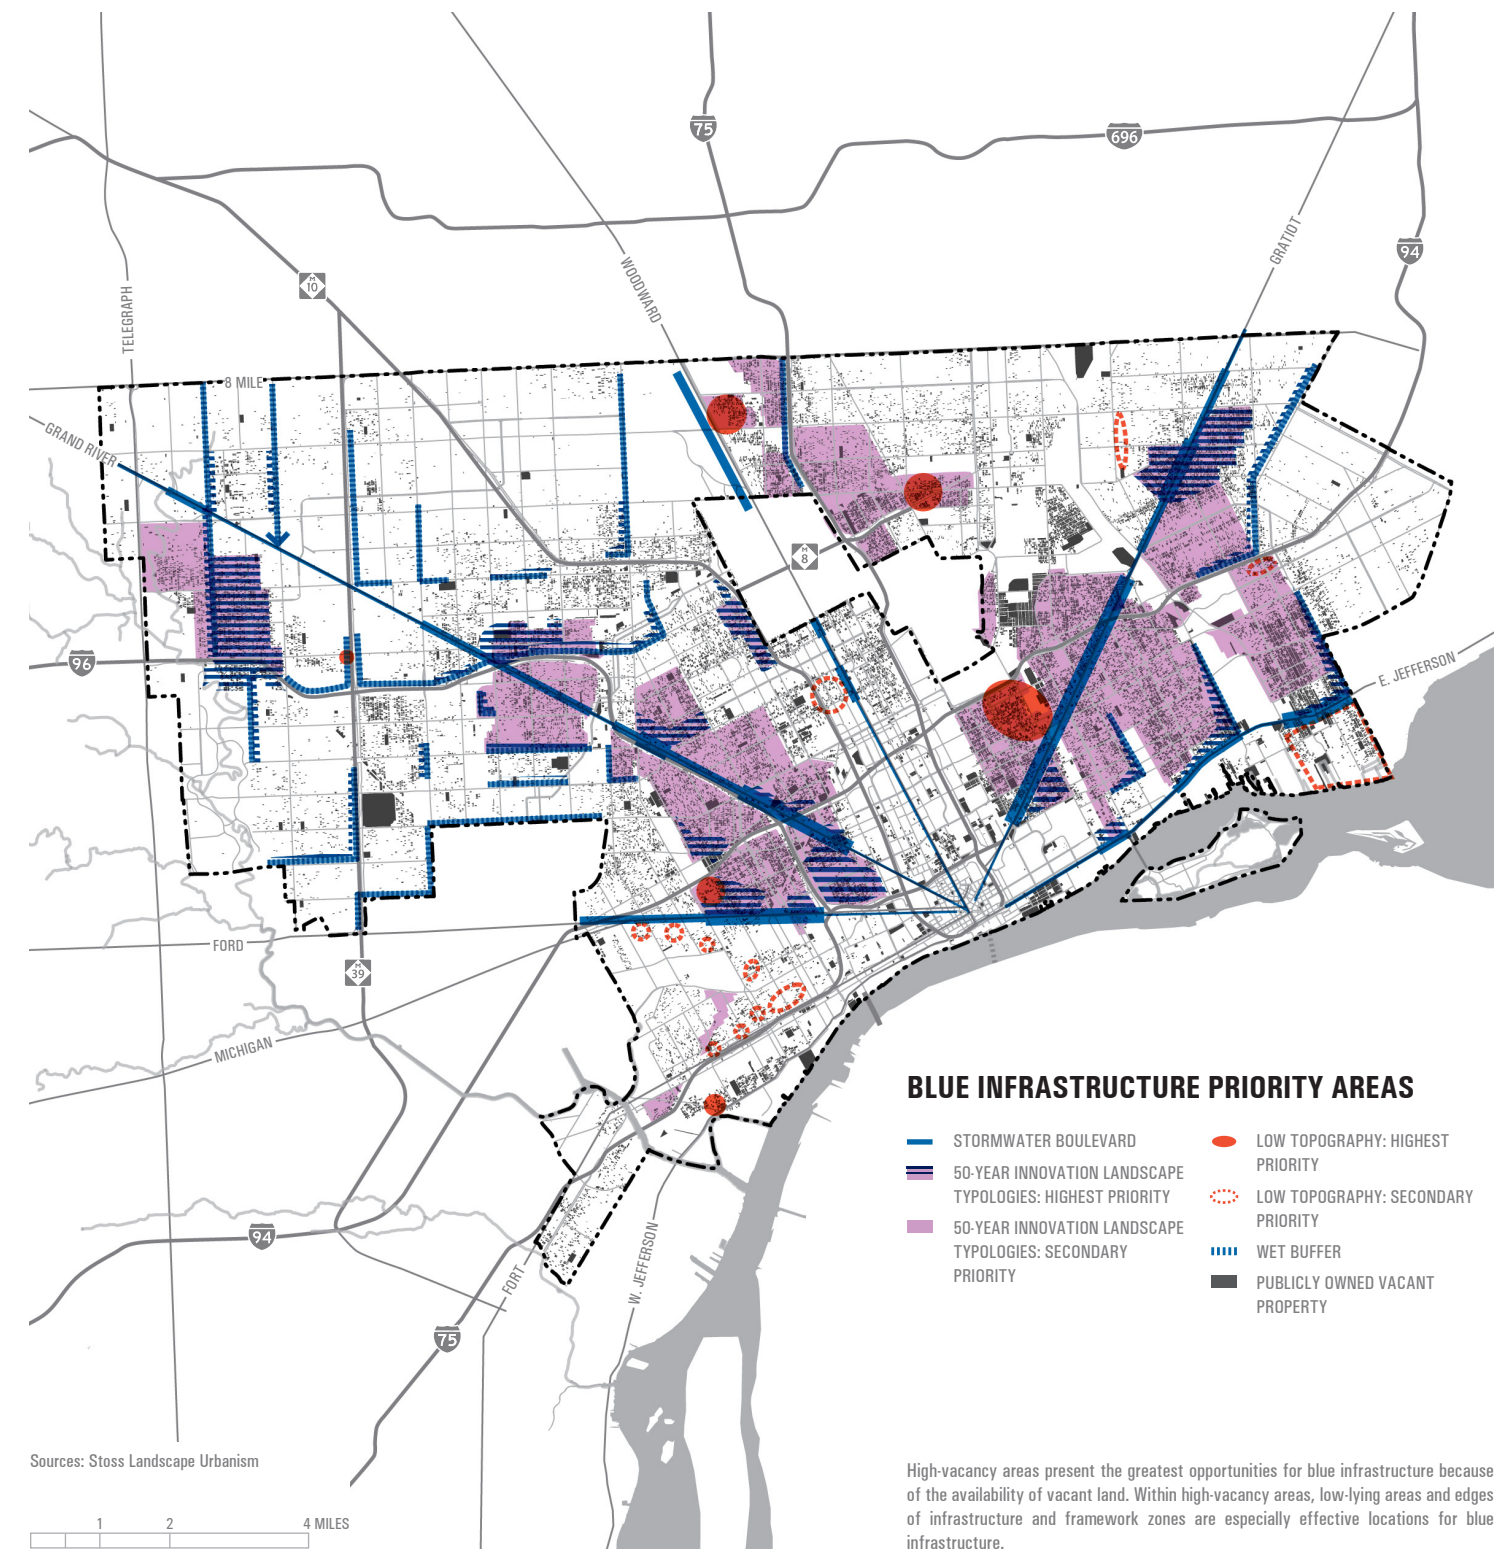 75
696
GRATIOT
94
WOODWARD
M
10
TELEGRAPH
8 MILE
GRAND RIVER
M
8
96
E. JEFFERSON
FORD
M
39
MICHIGAN
94
FORT
W. JEFFERSON
75
BLUE INFRASTRUCTURE PRIORITY AREAS
STORMWATER BOULEVARD
50-YEAR INNOVATION LANDSCAPE
TYPOLOGIES: HIGHEST PRIORITY
50-YEAR INNOVATION LANDSCAPE
TYPOLOGIES: SECONDARY
PRIORITY
LOW TOPOGRAPHY: HIGHEST
PRIORITY
LOW TOPOGRAPHY: SECONDARY
PRIORITY
WET BUFFER
PUBLICLY OWNED VACANT
PROPERTY
Sources: Stoss Landscape Urbanism
1 2 4 MILES
High-vacancy areas present the greatest opportunities for blue infrastructure because
of the availability of vacant land. Within high-vacancy areas, low-lying areas and edges
of infrastructure and framework zones are especially effective locations for blue
infrastructure.